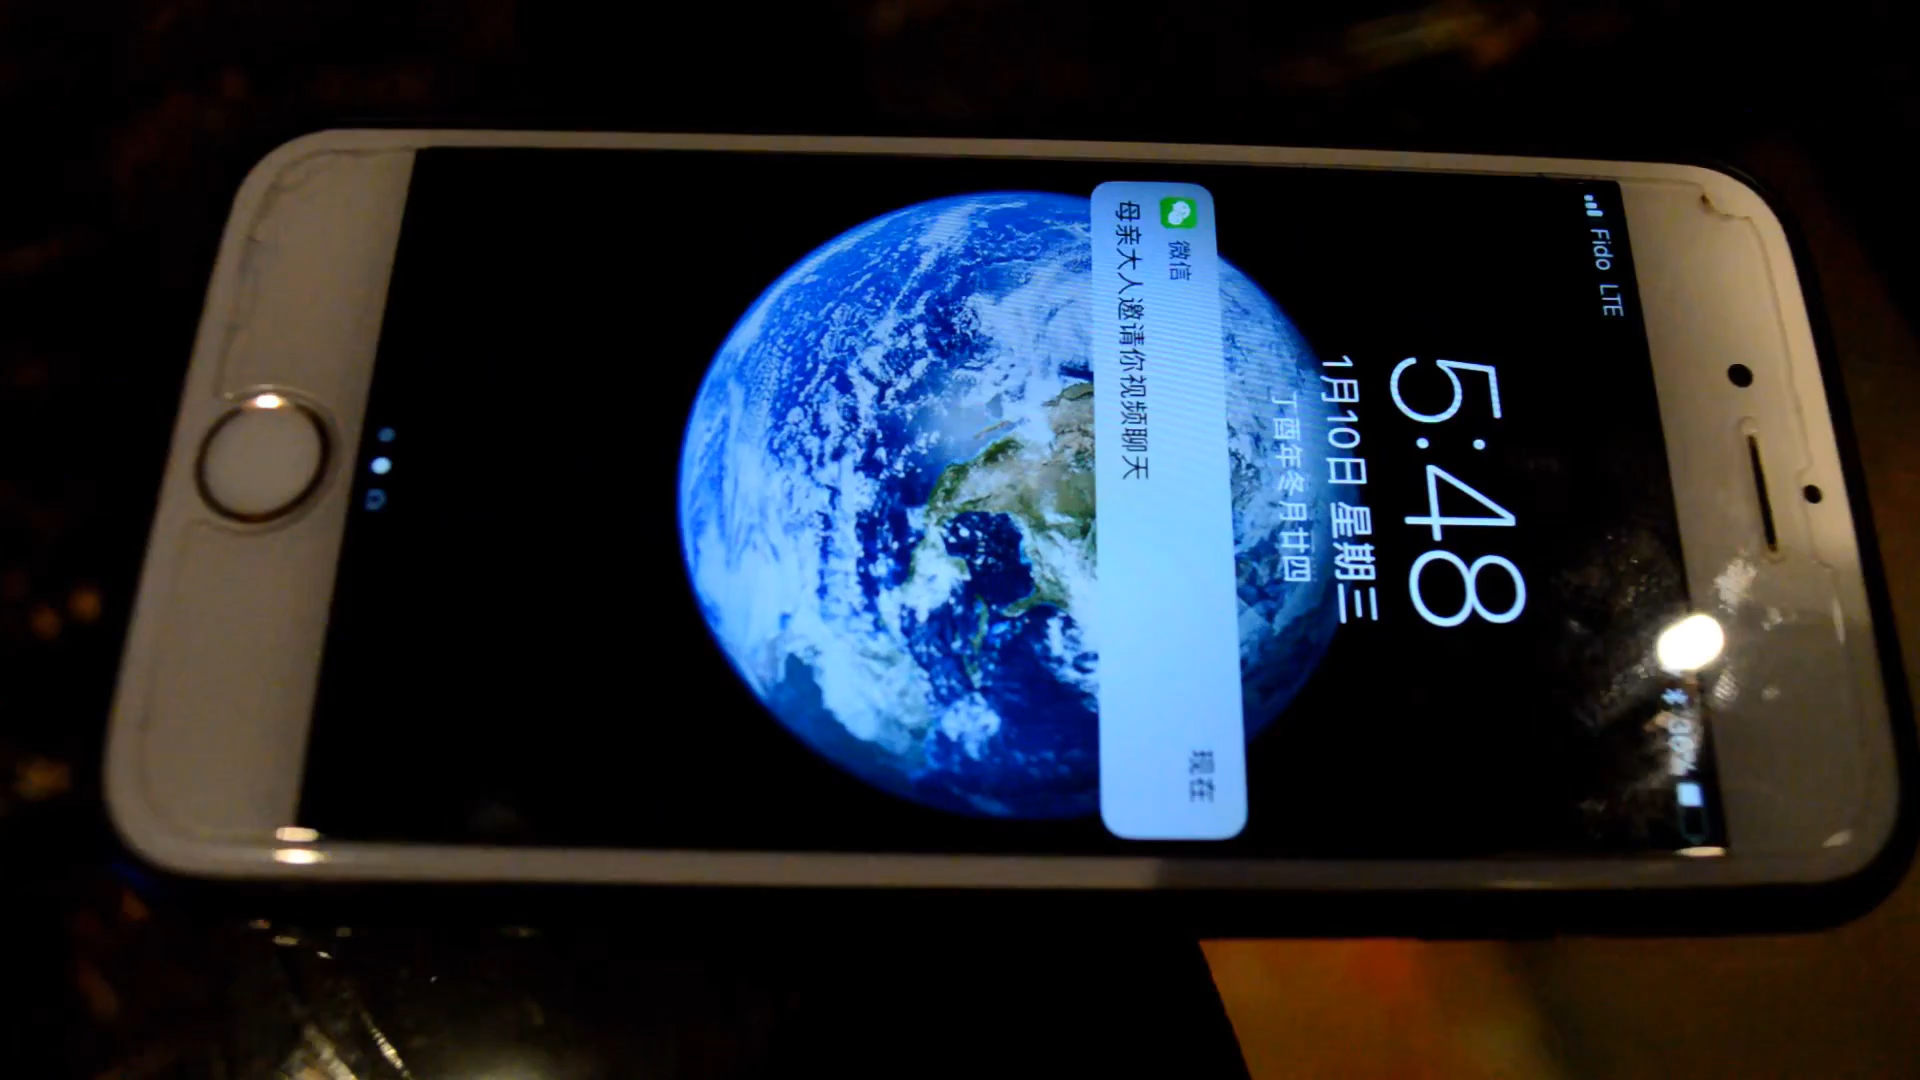 Fido LTE
5:48
1月10日 星期三
丁酉年冬月廿四
微信
现在
母亲大人邀请你视频聊天